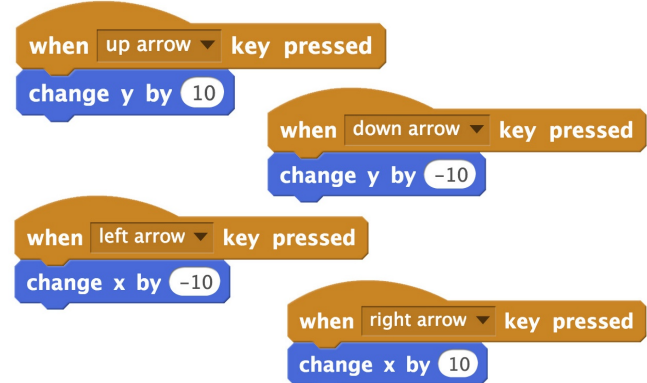 when up arrow key pressed
change y by 10
when down arrow key pressed
change y by -10
when left arrow key pressed
change x by -10
when right arrow key pressed
change x by 10